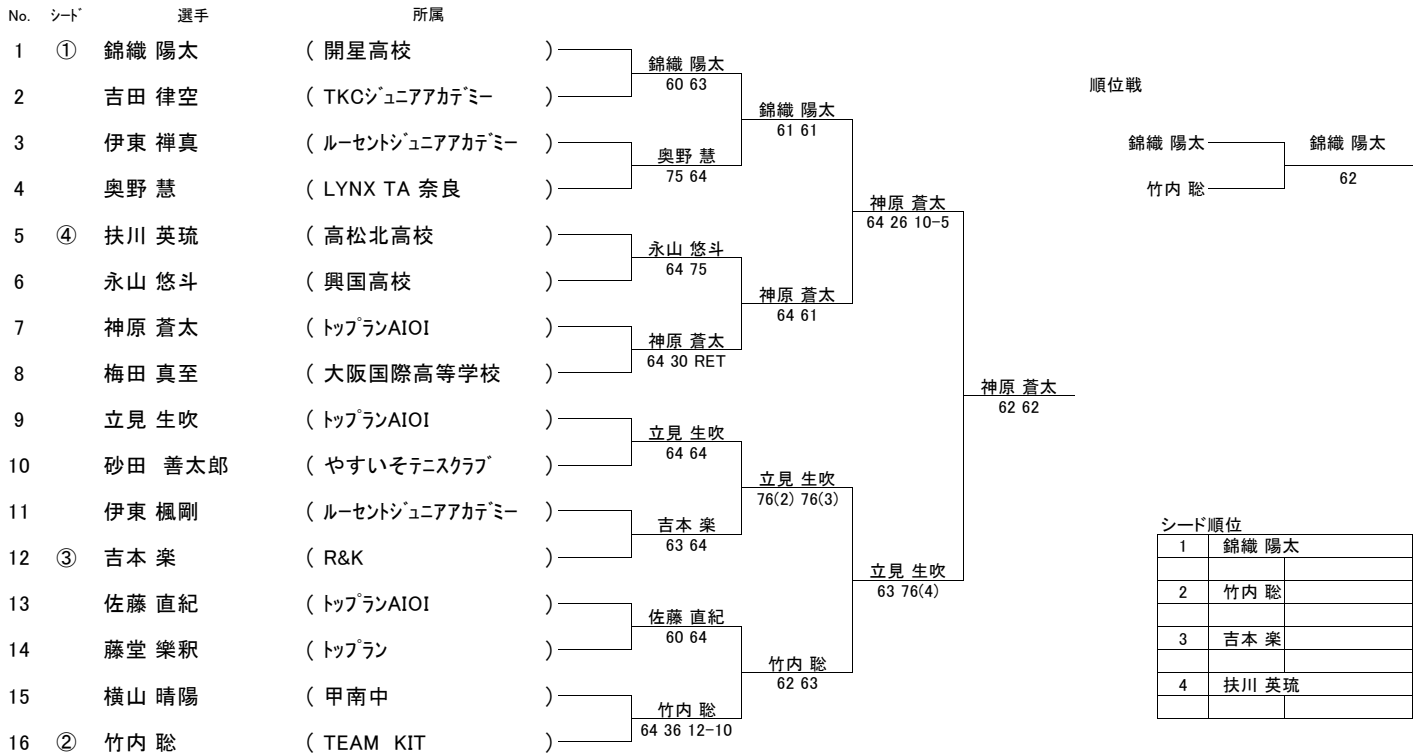 No. シード 選手 所属
1 ① 錦織 陽太 ( 開星高校 )
2 吉田 律空 ( TKCジュニアアカデミー )
3 伊東 禅真 ( ルーセントジュニアアカデミー )
4 奥野 慧 ( LYNX TA 奈良 )
5 ④ 扶川 英琉 ( 高松北高校 )
6 永山 悠斗 ( 興国高校 )
7 神原 蒼太 ( トップランAIOI )
8 梅田 真至 ( 大阪国際高等学校 )
9 立見 生吹 ( トップランAIOI )
10 砂田 善太郎 ( やすいそテニスクラブ )
11 伊東 楓剛 ( ルーセントジュニアアカデミー )
12 ③ 吉本 楽 ( R&K )
13 佐藤 直紀 ( トップランAIOI )
14 藤堂 樂釈 ( トップラン )
15 横山 晴陽 ( 甲南中 )
16 ② 竹内 聡 ( TEAM KIT )
錦織 陽太
60 63
奥野 慧
75 64
永山 悠斗
64 75
神原 蒼太
64 30 RET
立見 生吹
64 64
吉本 楽
63 64
佐藤 直紀
60 64
竹内 聡
64 36 12-10
錦織 陽太
61 61
神原 蒼太
64 61
立見 生吹
76(2) 76(3)
竹内 聡
62 63
神原 蒼太
64 26 10-5
立見 生吹
63 76(4)
神原 蒼太
62 62
順位戦
錦織 陽太
竹内 聡
錦織 陽太
62
シード順位
1 錦織 陽太
2 竹内 聡
3 吉本 楽
4 扶川 英琉